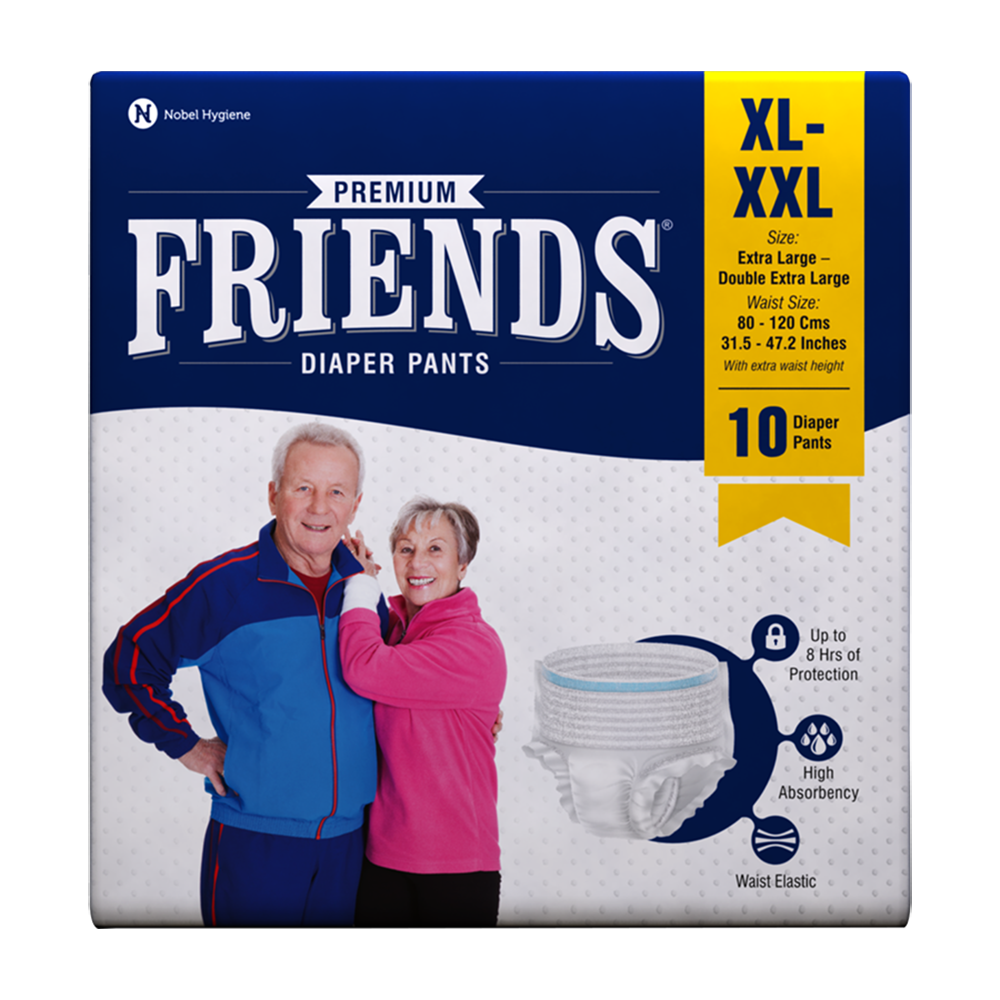 N Nobel Hygiene
PREMIUM
FRIENDS®
DIAPER PANTS
XL-
XXL
Size:
Extra Large –
Double Extra Large
Waist Size:
80 - 120 Cms
31.5 - 47.2 Inches
With extra waist height
10 Diaper
Pants
Up to
8 Hrs of
Protection
High
Absorbency
Waist Elastic